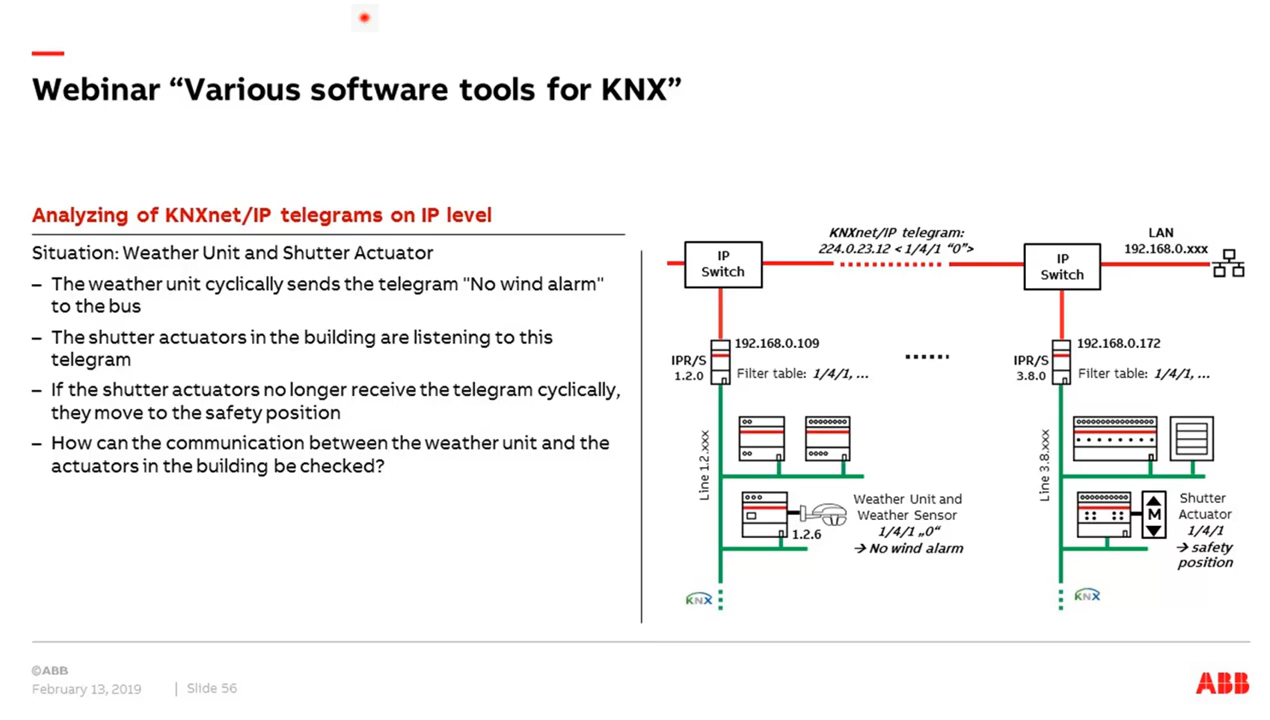 Webinar “Various software tools for KNX”
Analyzing of KNXnet/IP telegrams on IP level
Situation: Weather Unit and Shutter Actuator
– The weather unit cyclically sends the telegram "No wind alarm"
to the bus
– The shutter actuators in the building are listening to this
telegram
– If the shutter actuators no longer receive the telegram cyclically,
they move to the safety position
– How can the communication between the weather unit and the
actuators in the building be checked?
KNXnet/IP telegram:
224.0.23.12 < 1/4/1 “0”>
LAN
192.168.0.xxx
IP
Switch
IP
Switch
192.168.0.109
IPR/S
1.2.0
Filter table: 1/4/1, ...
192.168.0.172
IPR/S
3.8.0
Filter table: 1/4/1, ...
Line 1.2.xxx
Weather Unit and
Weather Sensor
1/4/1 „0“
→ No wind alarm
1.2.6
KNX
Line 3.8.xxx
M
Shutter
Actuator
1/4/1
→ safety
position
KNX
©ABB
February 13, 2019 | Slide 56
ABB